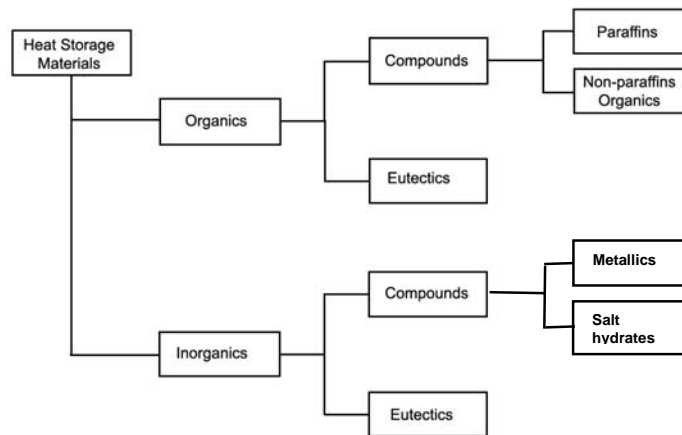 Heat Storage
Materials
Organics
Compounds
Paraffins
Non-paraffins
Organics
Eutectics
Inorganics
Compounds
Metallics
Salt
hydrates
Eutectics